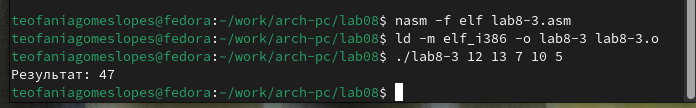 teofaniagomeslopes@fedora:~/work/arch-pc/lab08$ nasm -f elf lab8-3.asm
teofaniagomeslopes@fedora:~/work/arch-pc/lab08$ ld -m elf_i386 -o lab8-3 lab8-3.o
teofaniagomeslopes@fedora:~/work/arch-pc/lab08$ ./lab8-3 12 13 7 10 5
Результат: 47
teofaniagomeslopes@fedora:~/work/arch-pc/lab08$